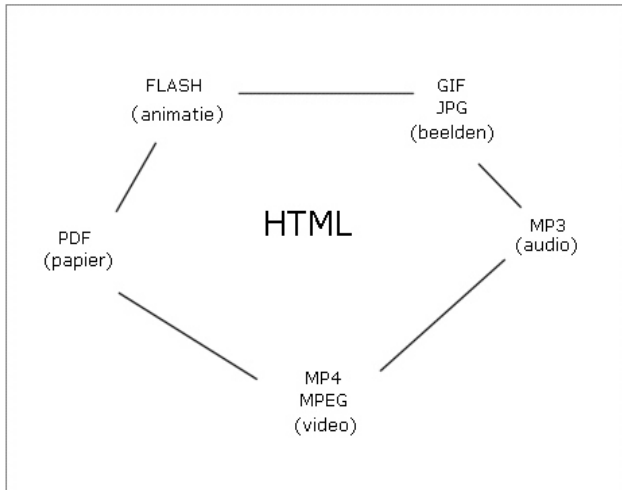 FLASH
(animatie)
GIF
JPG
(beelden)
HTML
PDF
(papier)
MP3
(audio)
MP4
MPEG
(video)